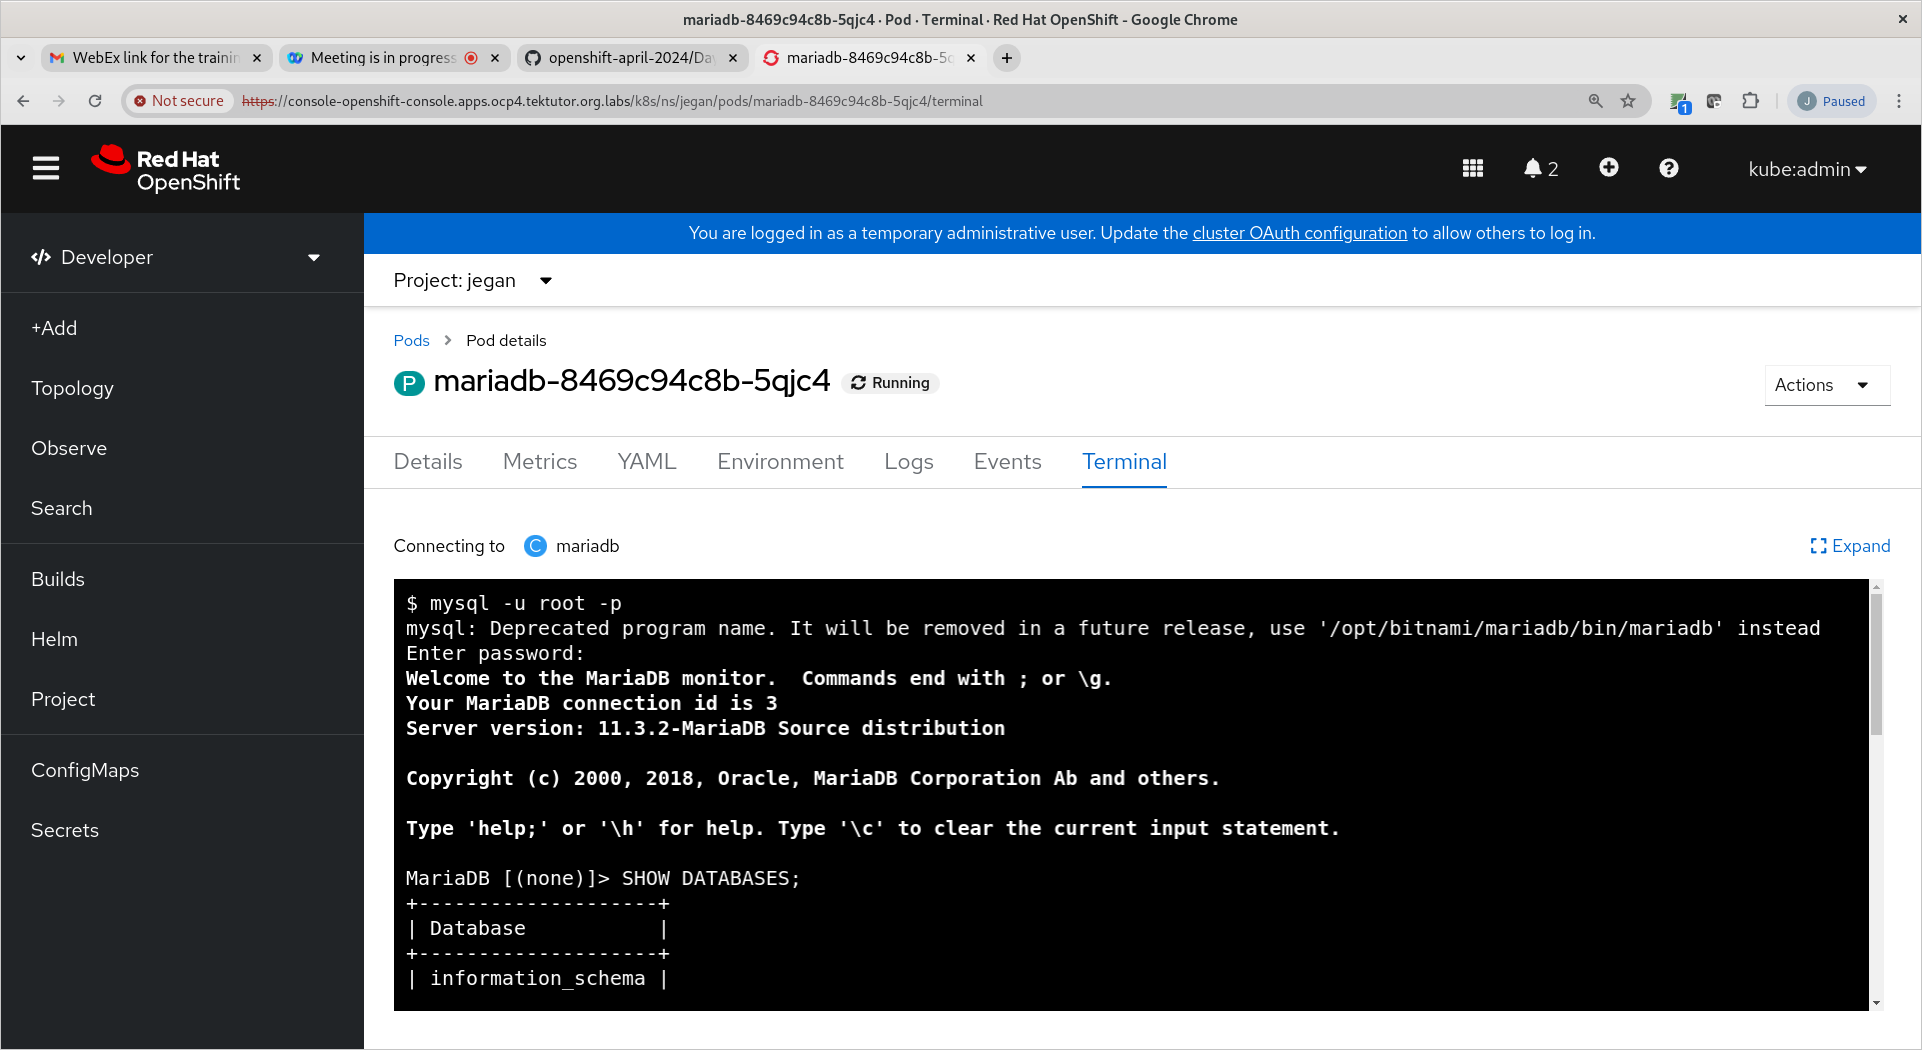 mariadb-8469c94c8b-5qjc4 · Pod · Terminal · Red Hat OpenShift - Google Chrome
WebEx link for the trainin
Meeting is in progress
openshift-april-2024/Day
mariadb-8469c94c8b-5q
Not secure https://console-openshift-console.apps.ocp4.tektutor.org.labs/k8s/ns/jegan/pods/mariadb-8469c94c8b-5qjc4/terminal
1
J Paused
Red Hat
OpenShift
2
kube:admin
Developer
+Add
Topology
Observe
Search
Builds
Helm
Project
ConfigMaps
Secrets
You are logged in as a temporary administrative user. Update the cluster OAuth configuration to allow others to log in.
Project: jegan
Pods Pod details
P mariadb-8469c94c8b-5qjc4 Running
Actions
Details Metrics YAML Environment Logs Events Terminal
Connecting to C mariadb
Expand
$ mysql -u root -p
mysql: Deprecated program name. It will be removed in a future release, use '/opt/bitnami/mariadb/bin/mariadb' instead
Enter password:
Welcome to the MariaDB monitor.  Commands end with ; or \g.
Your MariaDB connection id is 3
Server version: 11.3.2-MariaDB Source distribution
Copyright (c) 2000, 2018, Oracle, MariaDB Corporation Ab and others.
Type 'help;' or '\h' for help. Type '\c' to clear the current input statement.
MariaDB [(none)]> SHOW DATABASES;
+--------------------+
| Database           |
+--------------------+
| information_schema |